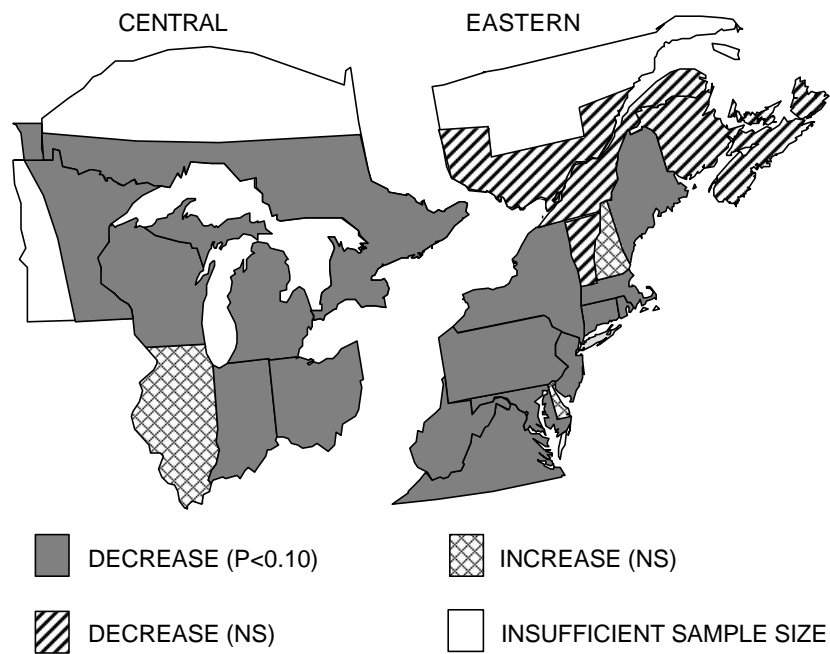 CENTRAL
EASTERN
DECREASE (P<0.10)
INCREASE (NS)
DECREASE (NS)
INSUFFICIENT SAMPLE SIZE